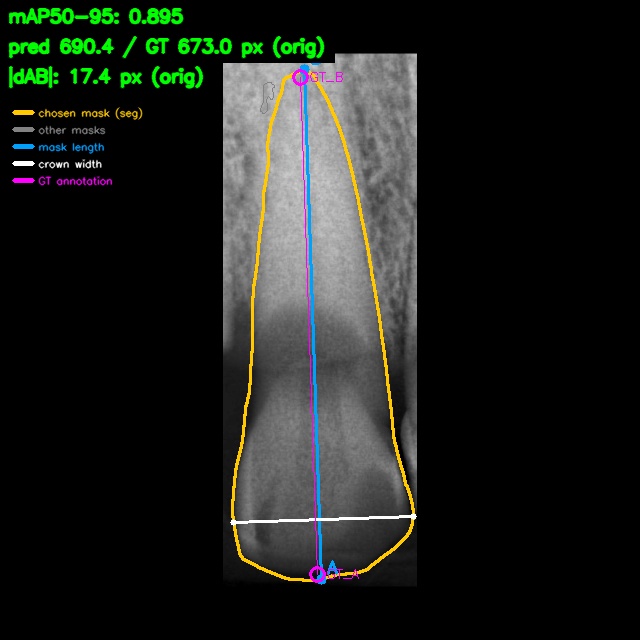 mAP50-95: 0.895
pred 690.4 / GT 673.0 px (orig)
|dAB|: 17.4 px (orig)
chosen mask (seg)
other masks
mask length
crown width
GT annotation
GT_B
A
GT_A